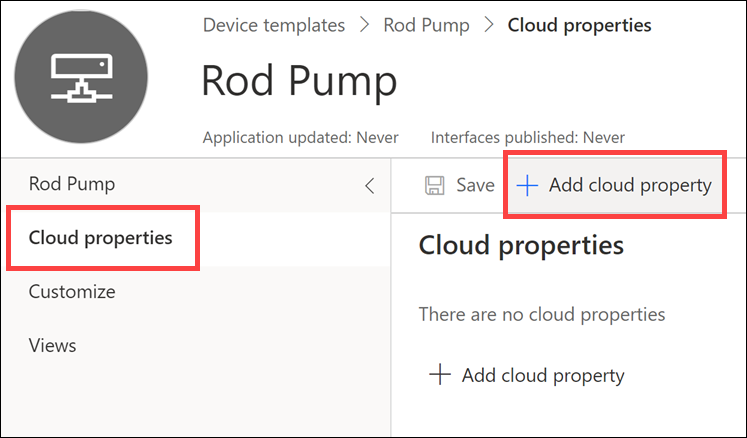 Device templates > Rod Pump > Cloud properties
Rod Pump
Application updated: Never Interfaces published: Never
Rod Pump
Save + Add cloud property
Cloud properties
Cloud properties
Customize
There are no cloud properties
Views
+ Add cloud property